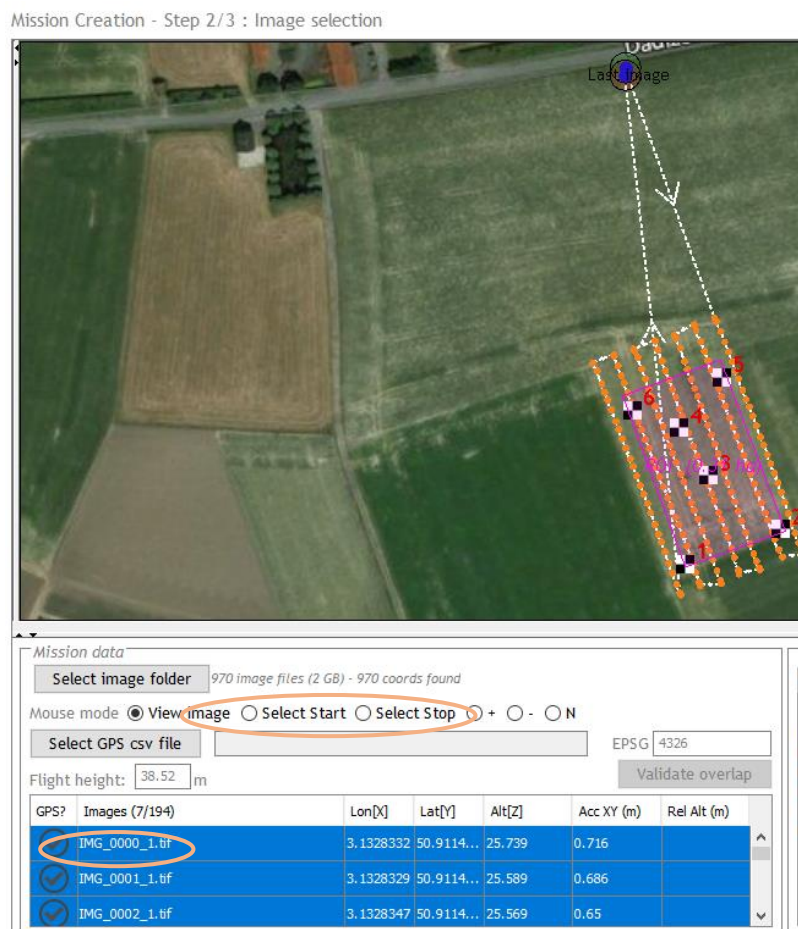 Mission Creation - Step 2/3 : Image selection
Last image
5
6
4
3
2
1
Mission data
Select image folder 970 image files (2 GB) - 970 coords found
Mouse mode View image Select Start Select Stop + - N
Select GPS csv file EPSG 4326
Flight height: 38.52 m Validate overlap
GPS? Images (7/194) Lon[X] Lat[Y] Alt[Z] Acc XY (m) Rel Alt (m)
IMG_0000_1.tif 3.1328332 50.9114... 25.739 0.716
IMG_0001_1.tif 3.1328329 50.9114... 25.589 0.686
IMG_0002_1.tif 3.1328347 50.9114... 25.569 0.65